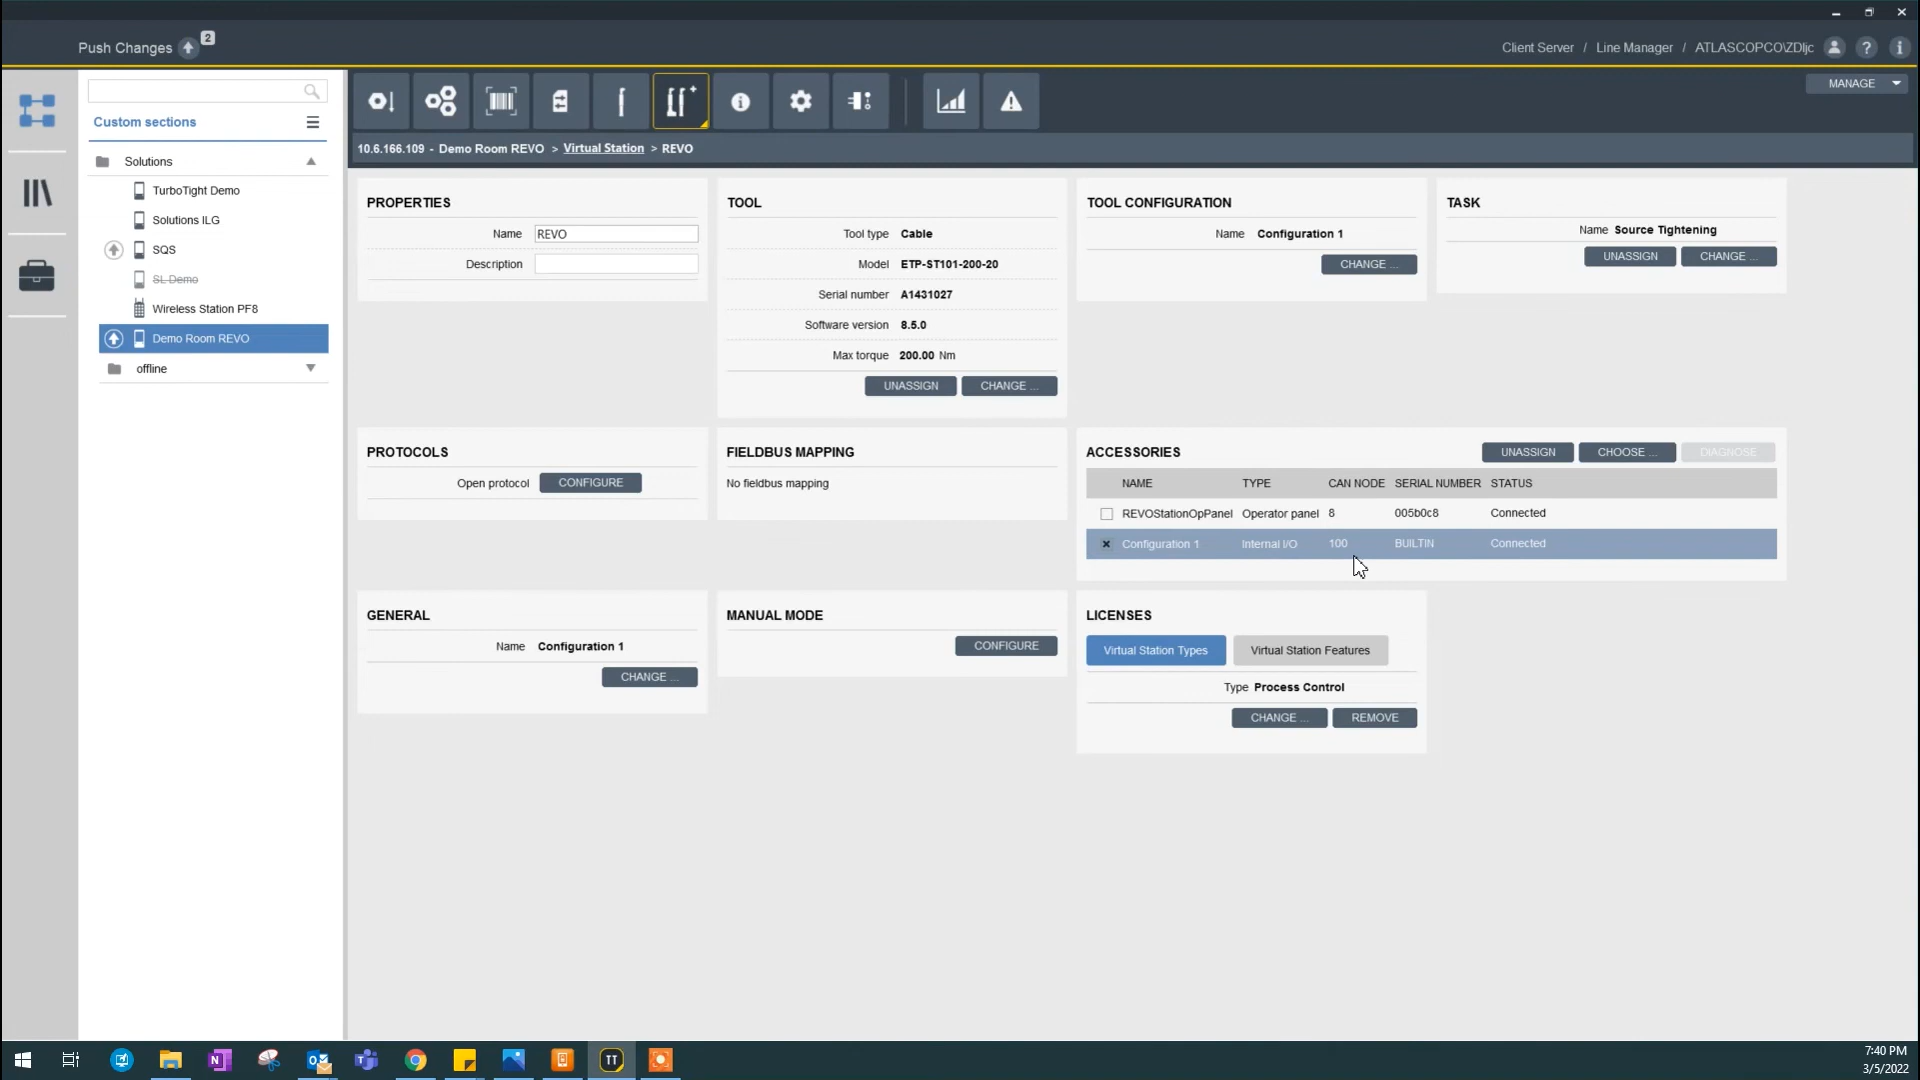 Push Changes 2
Client Server / Line Manager / ATLASCOPCO\ZDljc
MANAGE
Custom sections
Solutions
TurboTight Demo
Solutions ILG
SQS
SL Demo
Wireless Station PF8
Demo Room REVO
offline
10.6.166.109 - Demo Room REVO > Virtual Station > REVO
PROPERTIES
Name REVO
Description
TOOL
Tool type Cable
Model ETP-ST101-200-20
Serial number A1431027
Software version 8.5.0
Max torque 200.00 Nm
UNASSIGN CHANGE ...
TOOL CONFIGURATION
Name Configuration 1
CHANGE ...
TASK
Name Source Tightening
UNASSIGN CHANGE ...
PROTOCOLS
Open protocol CONFIGURE
FIELDBUS MAPPING
No fieldbus mapping
ACCESSORIES UNASSIGN CHOOSE ... DIAGNOSE
NAME TYPE CAN NODE SERIAL NUMBER STATUS
REVOStationOpPanel Operator panel 8 005b0c8 Connected
Configuration 1 Internal I/O 100 BUILTIN Connected
GENERAL
Name Configuration 1
CHANGE ...
MANUAL MODE
CONFIGURE
LICENSES
Virtual Station Types Virtual Station Features
Type Process Control
CHANGE ... REMOVE
7:40 PM
3/5/2022